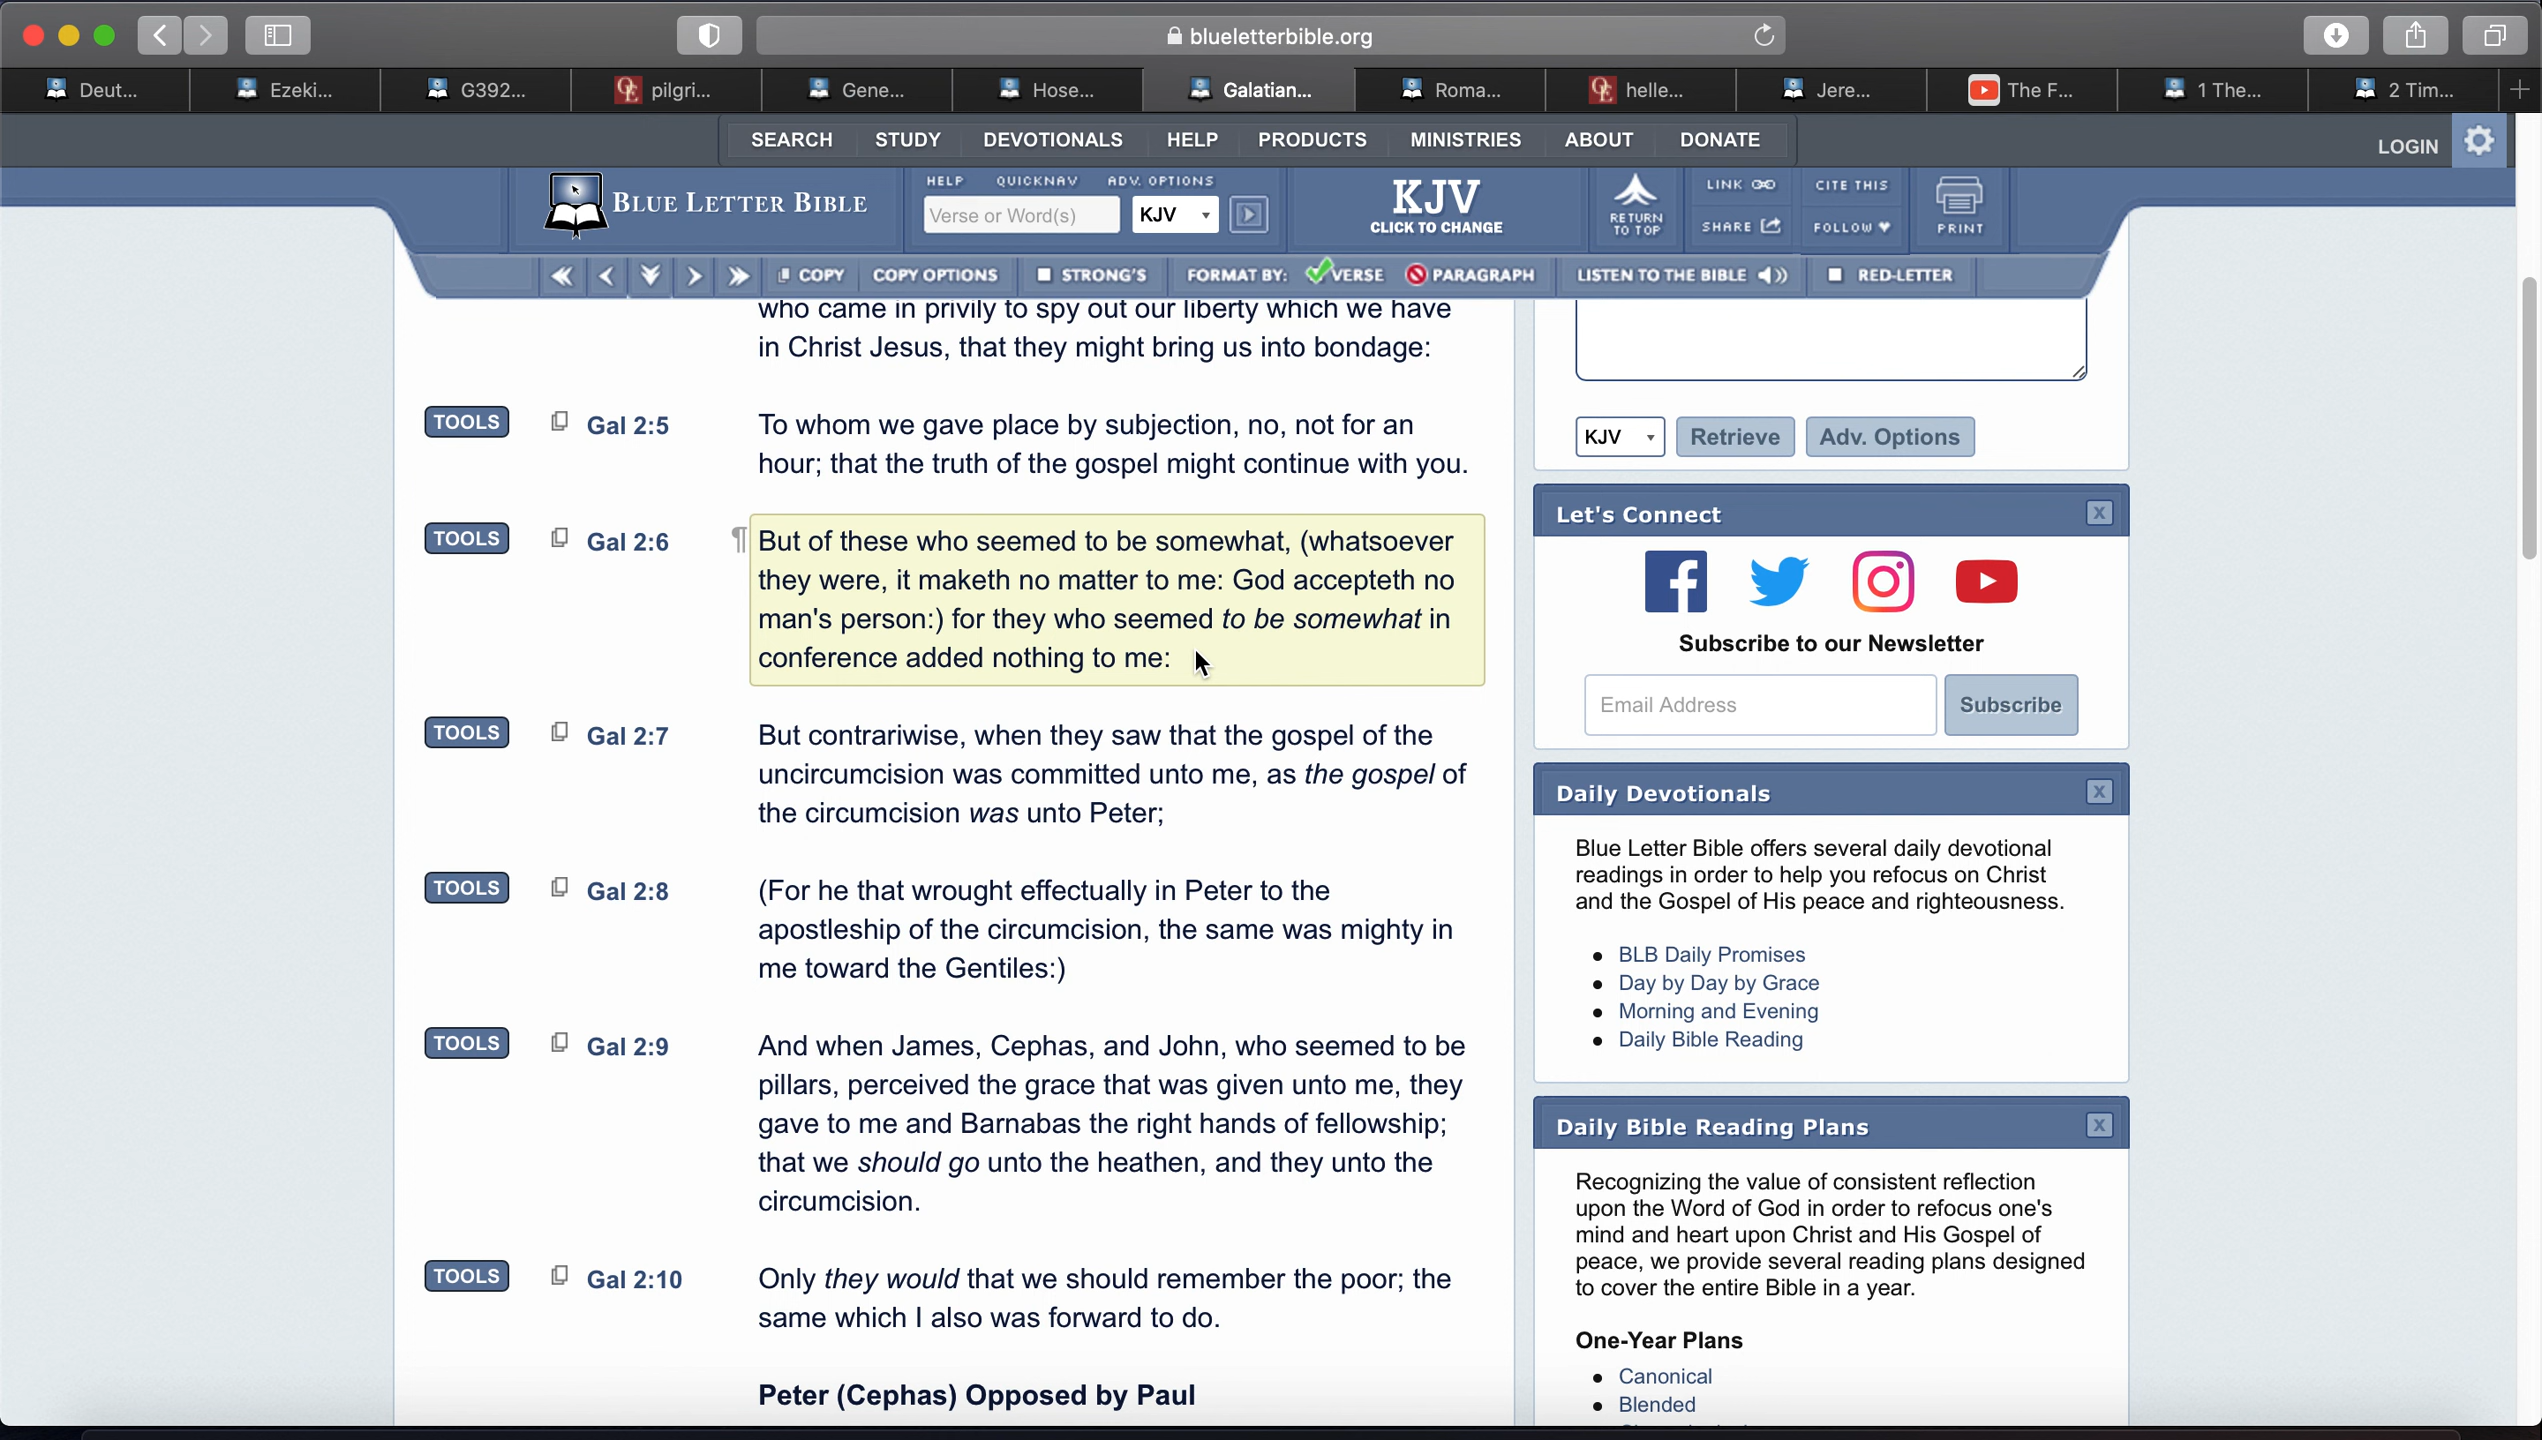 blueletterbible.org
Deut...
Ezeki...
G392...
pilgri...
Gene...
Hose...
Galatian...
Roma...
helle...
Jere...
The F...
1 The...
2 Tim...
SEARCH STUDY DEVOTIONALS HELP PRODUCTS MINISTRIES ABOUT DONATE
LOGIN
BLUE LETTER BIBLE
HELP QUICKNAV ADV. OPTIONS
Verse or Word(s) KJV
KJV
CLICK TO CHANGE
RETURN
TO TOP
LINK CITE THIS
SHARE FOLLOW
PRINT
COPY COPY OPTIONS STRONG'S FORMAT BY: VERSE PARAGRAPH LISTEN TO THE BIBLE RED-LETTER
who came in privily to spy out our liberty which we have
in Christ Jesus, that they might bring us into bondage:
TOOLS Gal 2:5 To whom we gave place by subjection, no, not for an
hour; that the truth of the gospel might continue with you.
TOOLS Gal 2:6 ¶ But of these who seemed to be somewhat, (whatsoever
they were, it maketh no matter to me: God accepteth no
man's person:) for they who seemed to be somewhat in
conference added nothing to me:
TOOLS Gal 2:7 But contrariwise, when they saw that the gospel of the
uncircumcision was committed unto me, as the gospel of
the circumcision was unto Peter;
TOOLS Gal 2:8 (For he that wrought effectually in Peter to the
apostleship of the circumcision, the same was mighty in
me toward the Gentiles:)
TOOLS Gal 2:9 And when James, Cephas, and John, who seemed to be
pillars, perceived the grace that was given unto me, they
gave to me and Barnabas the right hands of fellowship;
that we should go unto the heathen, and they unto the
circumcision.
TOOLS Gal 2:10 Only they would that we should remember the poor; the
same which I also was forward to do.
Peter (Cephas) Opposed by Paul
KJV Retrieve Adv. Options
Let's Connect X
Subscribe to our Newsletter
Email Address Subscribe
Daily Devotionals X
Blue Letter Bible offers several daily devotional
readings in order to help you refocus on Christ
and the Gospel of His peace and righteousness.
• BLB Daily Promises
• Day by Day by Grace
• Morning and Evening
• Daily Bible Reading
Daily Bible Reading Plans X
Recognizing the value of consistent reflection
upon the Word of God in order to refocus one's
mind and heart upon Christ and His Gospel of
peace, we provide several reading plans designed
to cover the entire Bible in a year.
One-Year Plans
• Canonical
• Blended